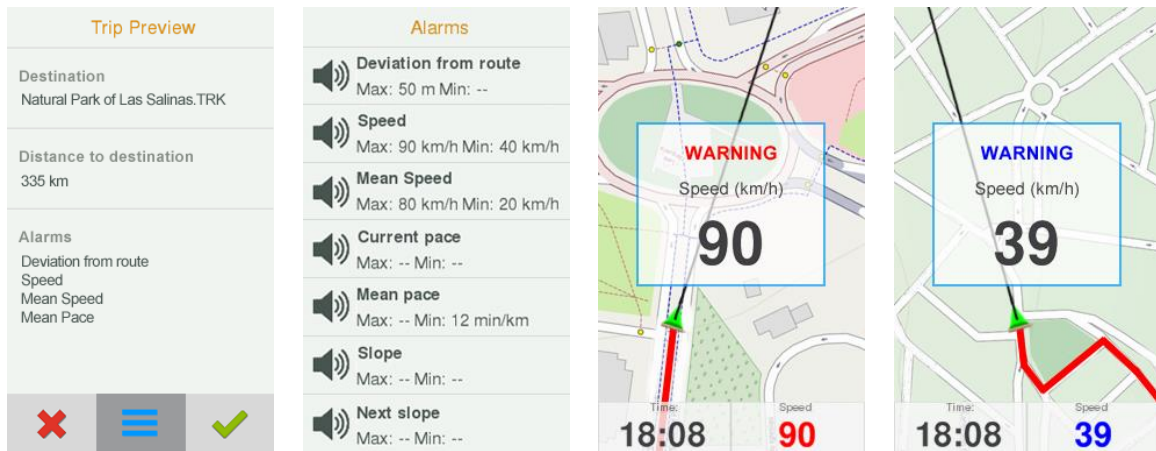 Trip Preview
Destination
Natural Park of Las Salinas.TRK
Distance to destination
335 km
Alarms
Deviation from route
Speed
Mean Speed
Mean Pace
Alarms
Deviation from route
Max: 50 m Min: --
Speed
Max: 90 km/h Min: 40 km/h
Mean Speed
Max: 80 km/h Min: 20 km/h
Current pace
Max: -- Min: --
Mean pace
Max: -- Min: 12 min/km
Slope
Max: -- Min: --
Next slope
Max: -- Min: --
WARNING
Speed (km/h)
90
Time: Speed
18:08 90
WARNING
Speed (km/h)
39
Time: Speed
18:08 39